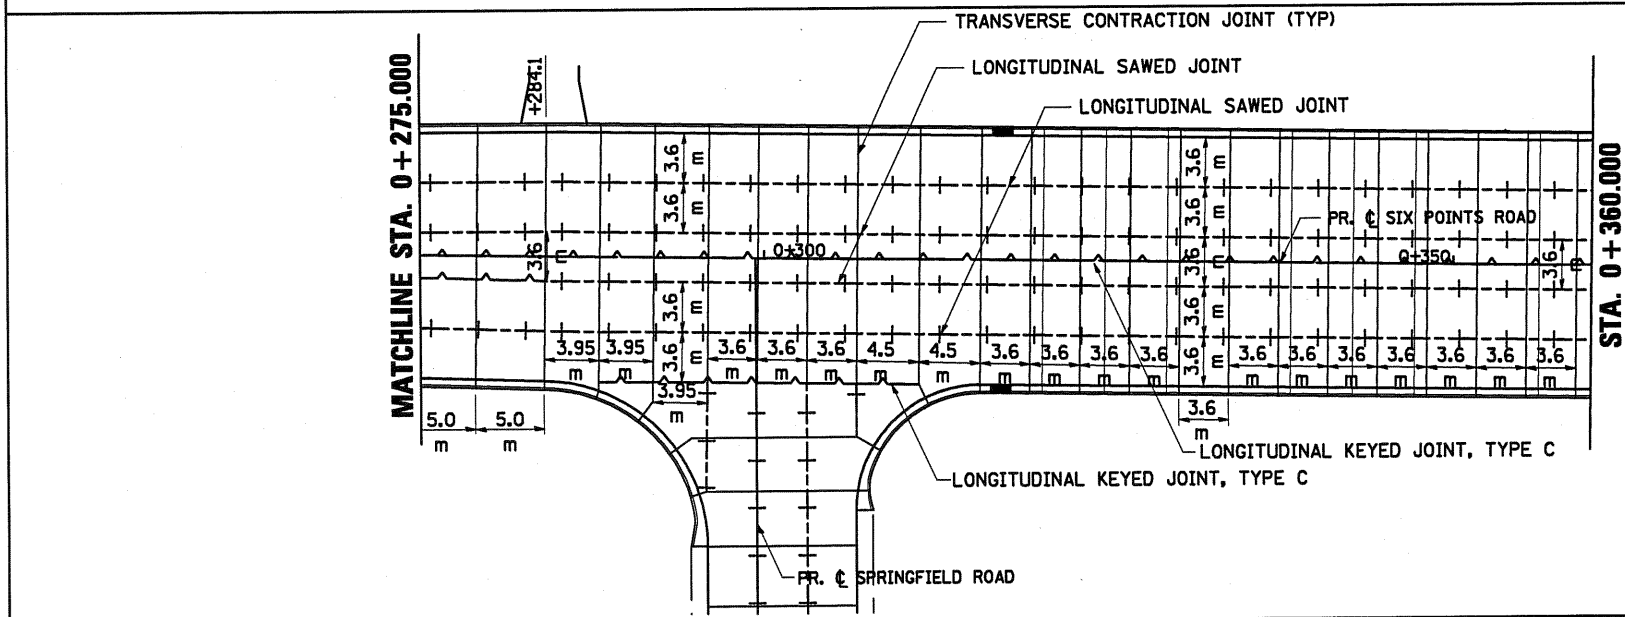 TRANSVERSE CONTRACTION JOINT (TYP)
LONGITUDINAL SAWED JOINT
LONGITUDINAL SAWED JOINT
MATCHLINE STA. 0+275.000
+284.1
3.6 m
3.6 m
3.6 m
3.6 m
PR. ℄ SIX POINTS ROAD
0+300
0+350
3.6 m
3.6 m
3.6 m
STA. 0+360.000
3.6 m
3.6 m
3.6 m
3.6 m
3.95 m
3.95 m
3.6 m
3.6 m
3.6 m
4.5 m
4.5 m
3.6 m
3.6 m
3.6 m
3.6 m
3.6 m
3.6 m
3.6 m
3.6 m
3.6 m
3.6 m
3.6 m
3.95 m
5.0 m
5.0 m
3.6 m
LONGITUDINAL KEYED JOINT, TYPE C
LONGITUDINAL KEYED JOINT, TYPE C
PR. ℄ SPRINGFIELD ROAD